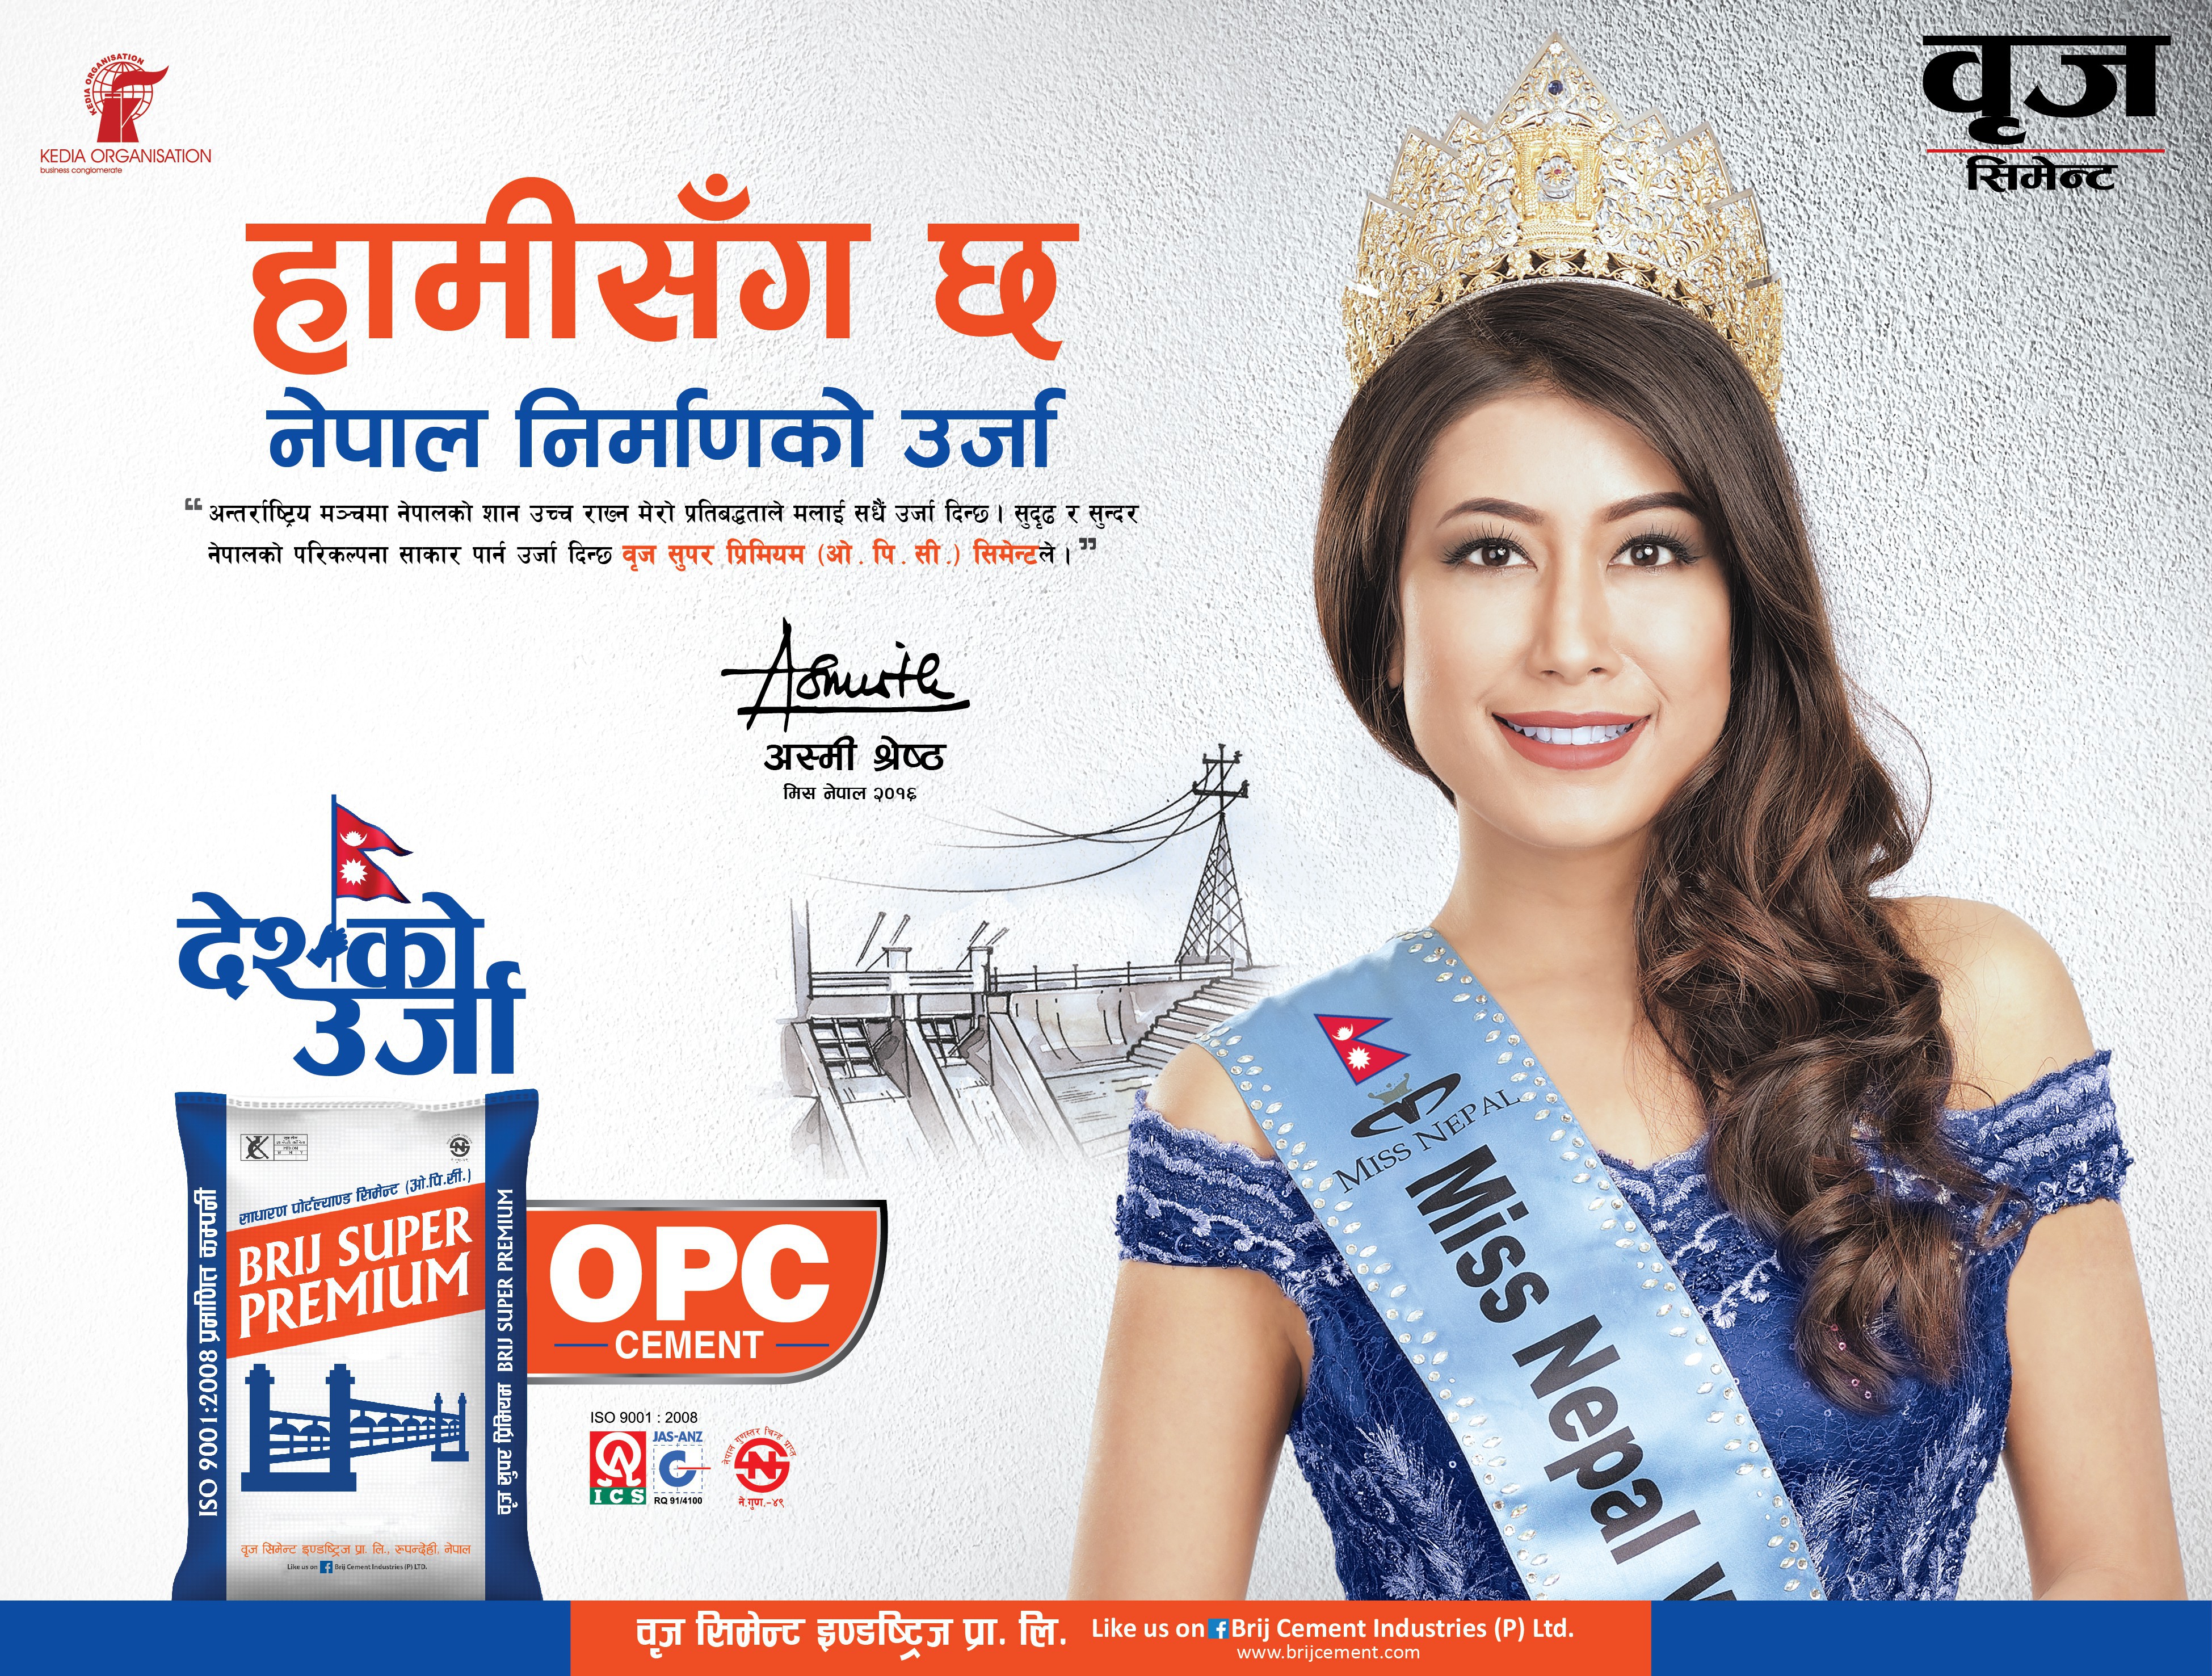 KEDIA ORGANISATION
KEDIA ORGANISATION
business conglomerate
वृज
सिमेन्ट
हामीसँग छ
नेपाल निर्माणको उर्जा
“ अन्तर्राष्ट्रिय मञ्चमा नेपालको शान उच्च राख्न मेरो प्रतिबद्धताले मलाई सधैं उर्जा दिन्छ । सुदृढ र सुन्दर
नेपालको परिकल्पना साकार पार्न उर्जा दिन्छ वृज सुपर प्रिमियम (ओ. पि. सी.) सिमेन्टले । ”
अस्मी श्रेष्ठ
मिस नेपाल २०१६
देशको
उर्जा
साधारण पोर्टल्याण्ड सिमेन्ट (ओ.पि.सी.)
BRIJ SUPER
PREMIUM
ISO 9001:2008 प्रमाणित कम्पनी
वृज सुपर प्रिमियम BRIJ SUPER PREMIUM
वृज सिमेन्ट इण्डष्ट्रिज प्रा. लि., रूपन्देही, नेपाल
Like us on f Brij Cement Industries (P) LTD.
OPC
CEMENT
ISO 9001 : 2008
ICS
JAS-ANZ
RQ 91/4100
नेपाल गुणस्तर चिन्ह प्राप्त
ने.गुण.-४९
MISS NEPAL
Miss Nepal W
वृज सिमेन्ट इण्डष्ट्रिज प्रा. लि.
Like us on f Brij Cement Industries (P) Ltd.
www.brijcement.com